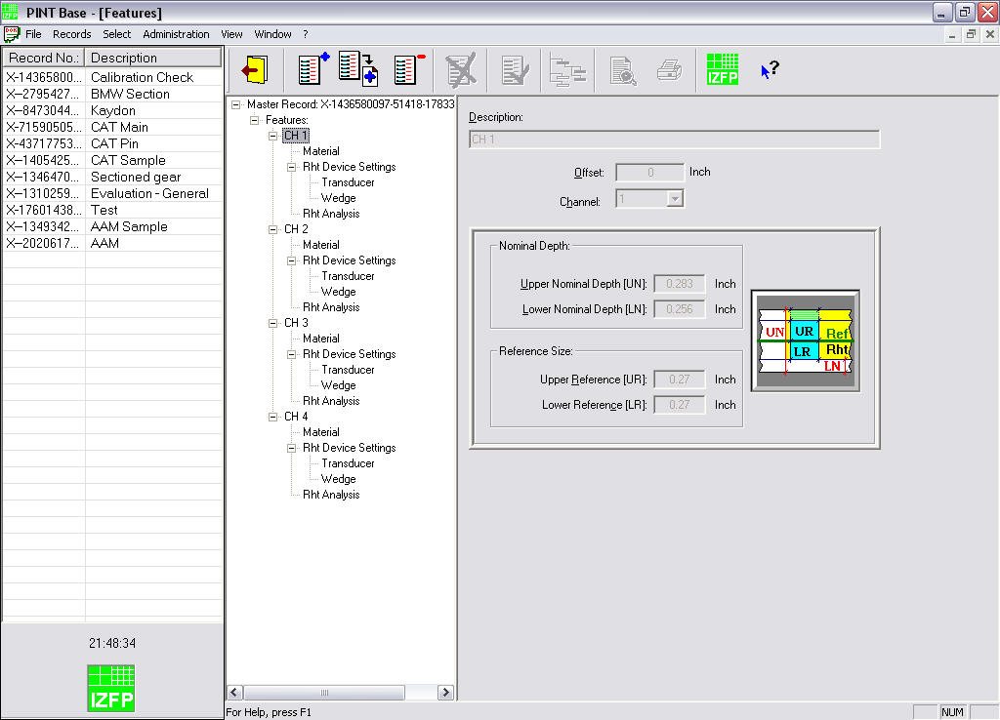 PINT Base - [Features]
File Records Select Administration View Window ?
Record No.: Description
X-14365800... Calibration Check
X--2795427... BMW Section
X--8473044... Kaydon
X-71590505... CAT Main
X-43717753... CAT Pin
X--1405425... CAT Sample
X--1346470... Sectioned gear
X--1310259... Evaluation - General
X-17601438... Test
X--1349342... AAM Sample
X--2020617... AAM
21:48:34
IZFP
IZFP
Master Record: X-1436580097-51418-17833
Features:
CH 1
Material
Rht Device Settings
Transducer
Wedge
Rht Analysis
CH 2
Material
Rht Device Settings
Transducer
Wedge
Rht Analysis
CH 3
Material
Rht Device Settings
Transducer
Wedge
Rht Analysis
CH 4
Material
Rht Device Settings
Transducer
Wedge
Rht Analysis
Description:
CH 1
Offset: 0 Inch
Channel: 1
Nominal Depth:
Upper Nominal Depth [UN]: 0.283 Inch
Lower Nominal Depth [LN]: 0.256 Inch
Reference Size:
Upper Reference [UR]: 0.27 Inch
Lower Reference [LR]: 0.27 Inch
UN UR Ref
LR Rht
LN
For Help, press F1
NUM